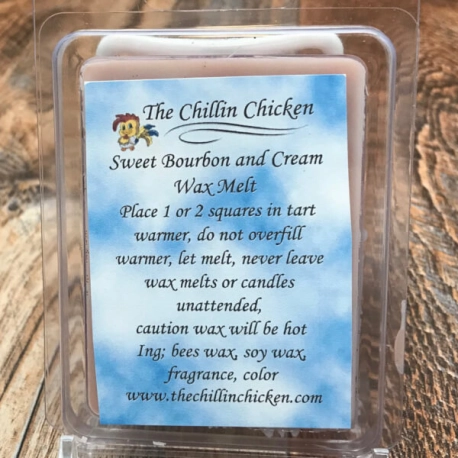 The Chillin Chicken
Sweet Bourbon and Cream
Wax Melt
Place 1 or 2 squares in tart
warmer, do not overfill
warmer, let melt, never leave
wax melts or candles
unattended,
caution wax will be hot
Ing; bees wax, soy wax,
fragrance, color
www.thechillinchicken.com